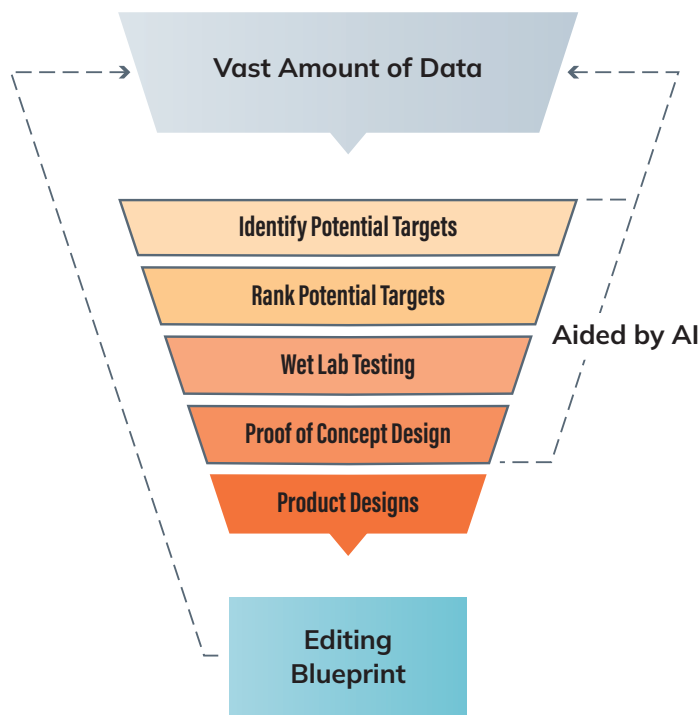 Vast Amount of Data
Identify Potential Targets
Rank Potential Targets
Aided by AI
Wet Lab Testing
Proof of Concept Design
Product Designs
Editing
Blueprint